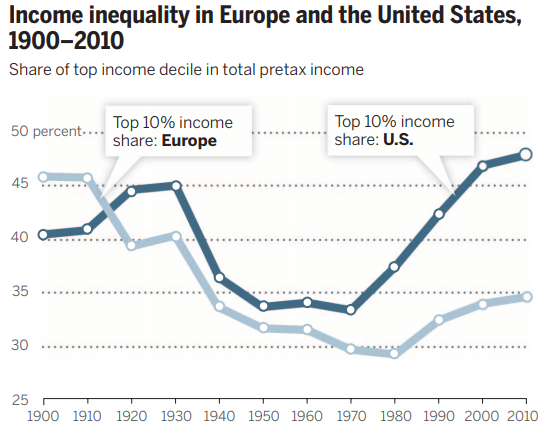 Income inequality in Europe and the United States,
1900–2010
Share of top income decile in total pretax income
50 percent
Top 10% income
share: Europe
Top 10% income
share: U.S.
45
40
35
30
25
1900 1910 1920 1930 1940 1950 1960 1970 1980 1990 2000 2010